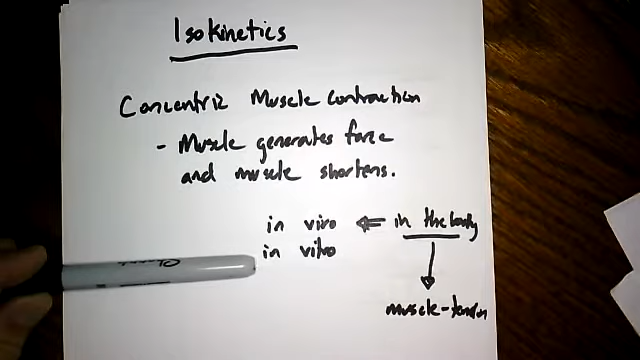 Isokinetics
Concentric Muscle contraction
- Muscle generates force
and muscle shortens.
in vivo ⇐ in the body
in vitro
↓
muscle-tendon